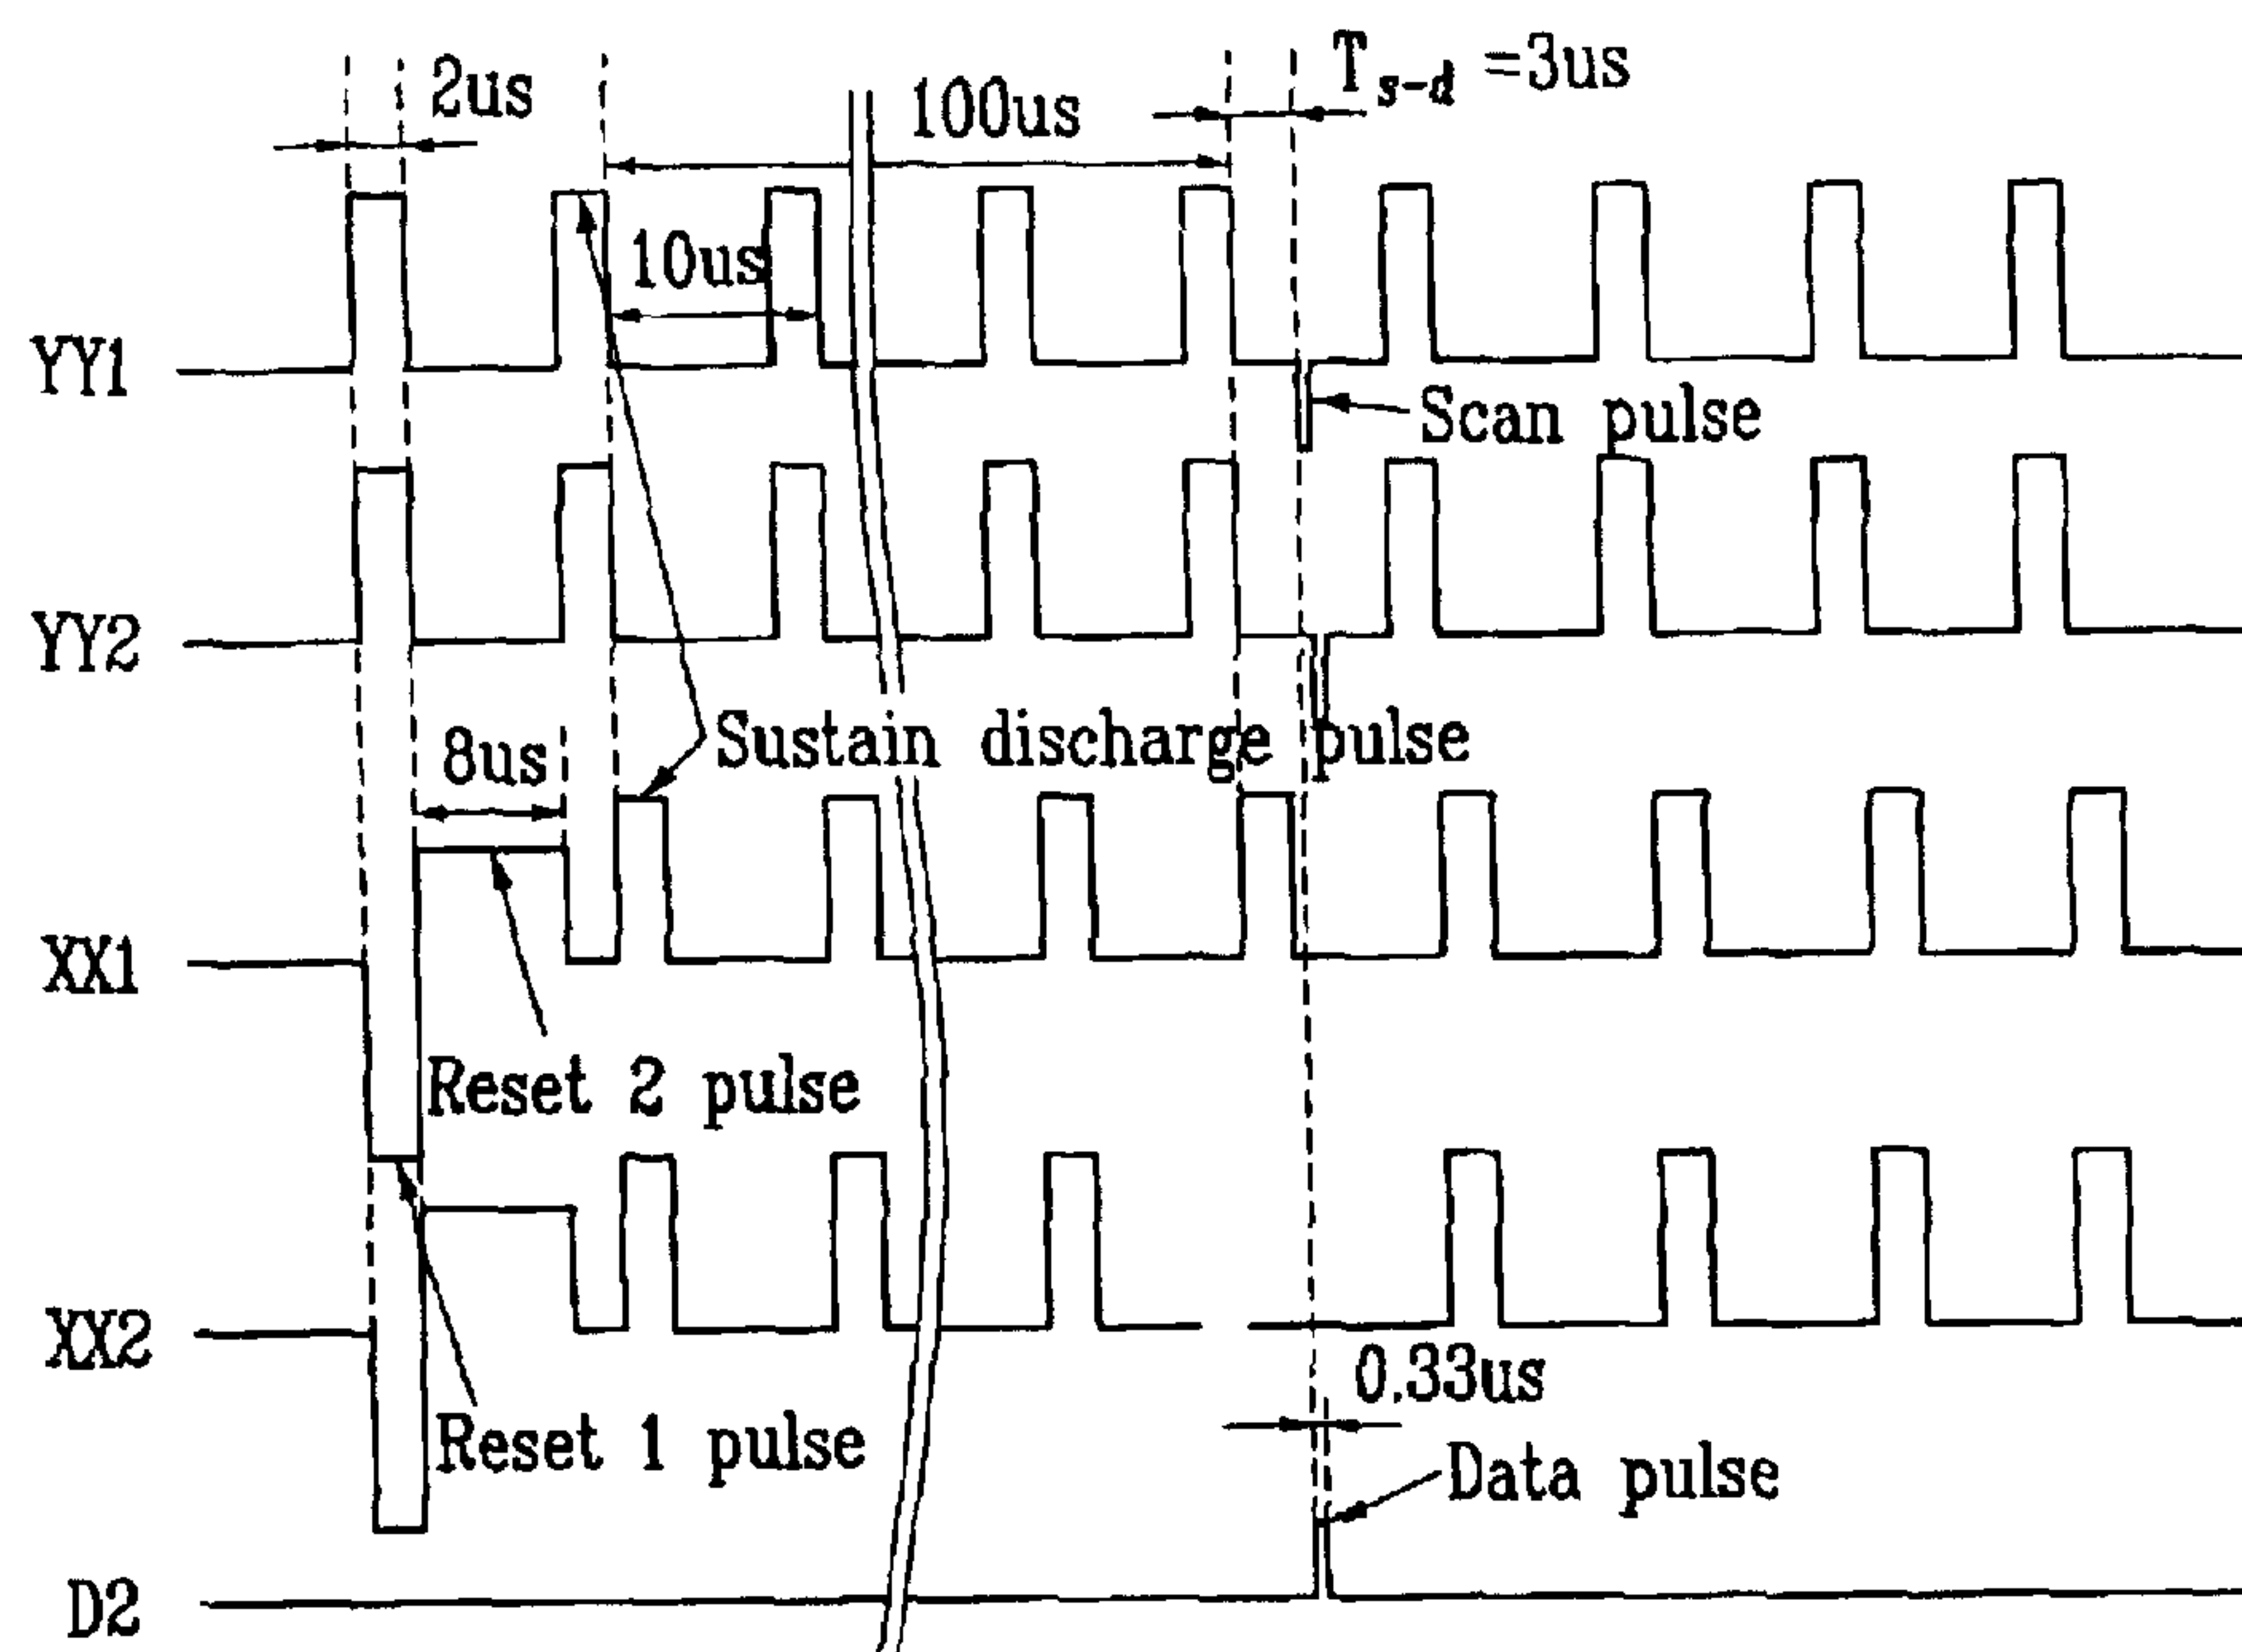 2us
T s-d =3us
100us
10us
YY1
Scan pulse
YY2
Sustain discharge pulse
8us
XX1
Reset 2 pulse
XX2
0.33us
Reset 1 pulse
Data pulse
D2